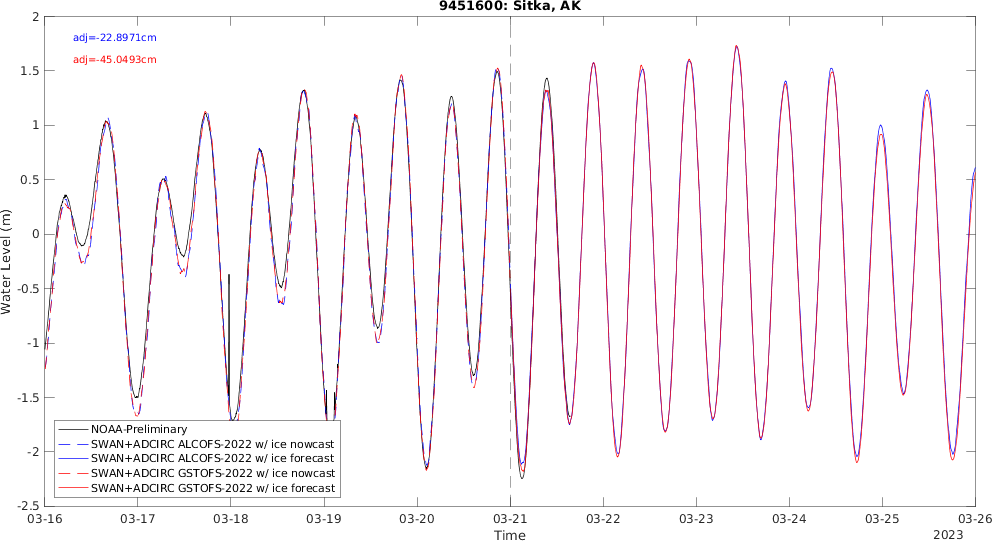 9451600: Sitka, AK
adj=-22.8971cm
adj=-45.0493cm
Water Level (m)
2
1.5
1
0.5
0
-0.5
-1
-1.5
-2
-2.5
NOAA-Preliminary
SWAN+ADCIRC ALCOFS-2022 w/ ice nowcast
SWAN+ADCIRC ALCOFS-2022 w/ ice forecast
SWAN+ADCIRC GSTOFS-2022 w/ ice nowcast
SWAN+ADCIRC GSTOFS-2022 w/ ice forecast
03-16 03-17 03-18 03-19 03-20 03-21 03-22 03-23 03-24 03-25 03-26
Time
2023